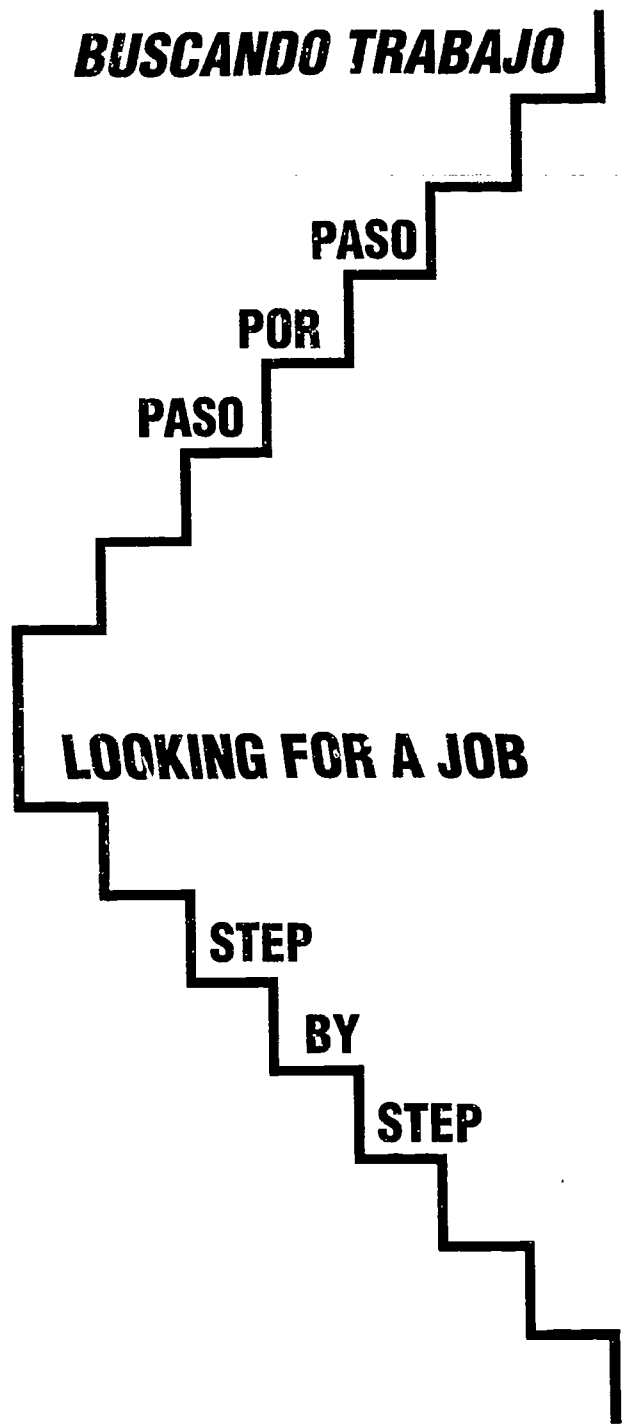 BUSCANDO TRABAJO
PASO
POR
PASO
LOOKING FOR A JOB
STEP
BY
STEP